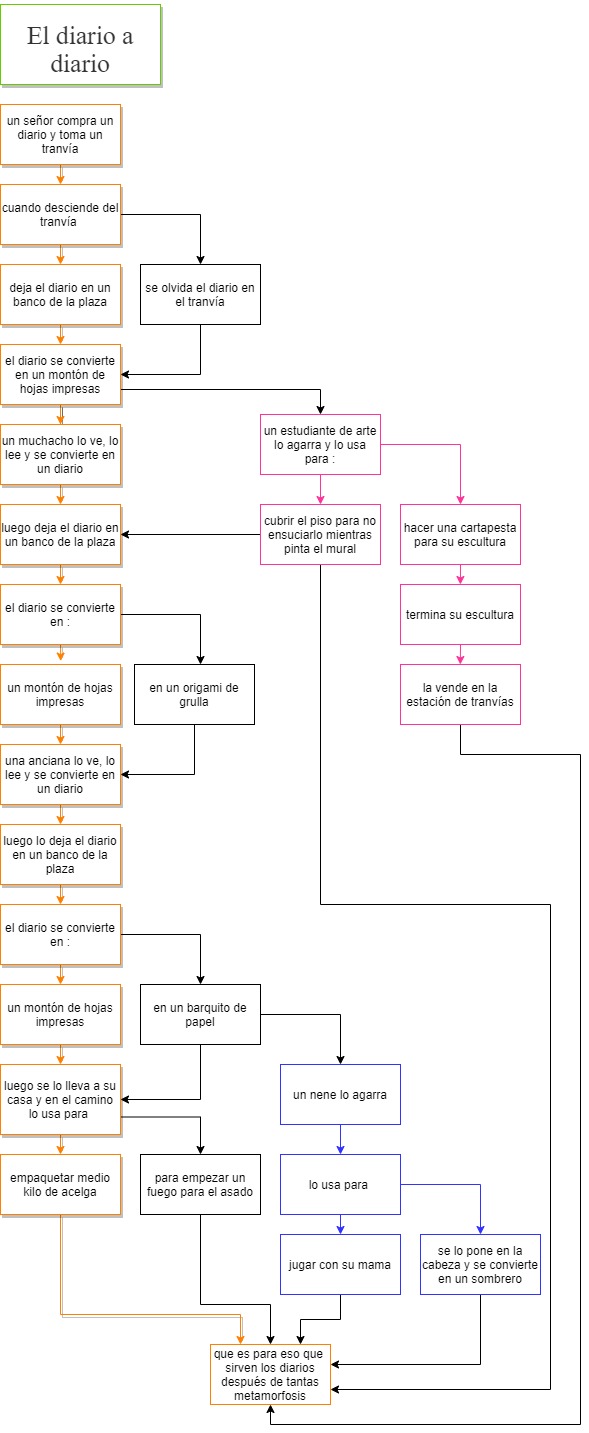 El diario a
diario
un señor compra un
diario y toma un
tranvía
cuando desciende del
tranvía
deja el diario en un
banco de la plaza
se olvida el diario en
el tranvía
el diario se convierte
en un montón de
hojas impresas
un muchacho lo ve, lo
lee y se convierte en
un diario
un estudiante de arte
lo agarra y lo usa
para :
luego deja el diario en
un banco de la plaza
cubrir el piso para no
ensuciarlo mientras
pinta el mural
hacer una cartapesta
para su escultura
el diario se convierte
en :
termina su escultura
un montón de hojas
impresas
en un origami de
grulla
la vende en la
estación de tranvías
una anciana lo ve, lo
lee y se convierte en
un diario
luego lo deja el diario
en un banco de la
plaza
el diario se convierte
en :
un montón de hojas
impresas
en un barquito de
papel
luego se lo lleva a su
casa y en el camino
lo usa para
un nene lo agarra
empaquetar medio
kilo de acelga
para empezar un
fuego para el asado
lo usa para
jugar con su mama
se lo pone en la
cabeza y se convierte
en un sombrero
que es para eso que
sirven los diarios
después de tantas
metamorfosis